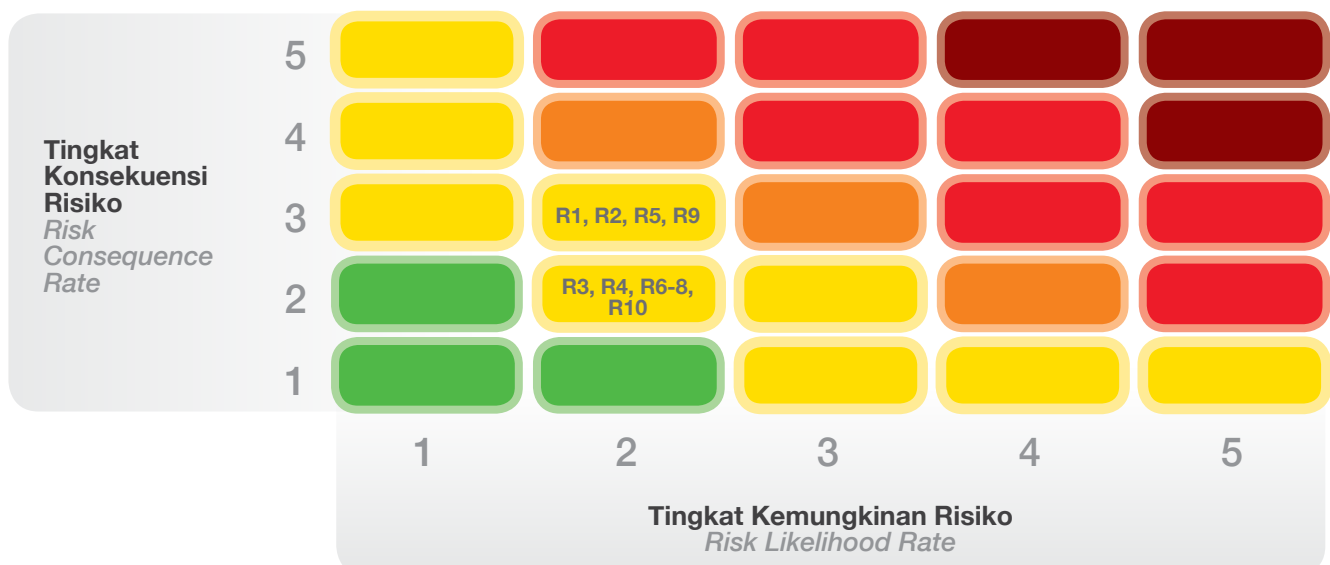 Tingkat
Konsekuensi
Risiko
Risk
Consequence
Rate
5
4
3
2
1
R1, R2, R5, R9
R3, R4, R6-8,
R10
1
2
3
4
5
Tingkat Kemungkinan Risiko
Risk Likelihood Rate